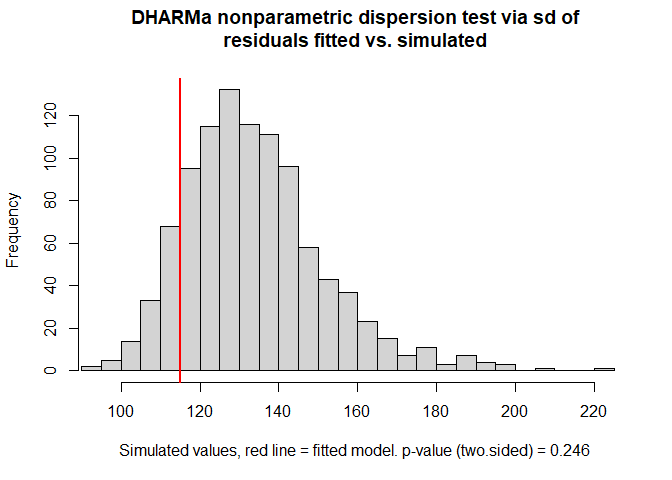 DHARMa nonparametric dispersion test via sd of
residuals fitted vs. simulated
Frequency
120
100
80
60
40
20
0
100 120 140 160 180 200 220
Simulated values, red line = fitted model. p-value (two.sided) = 0.246